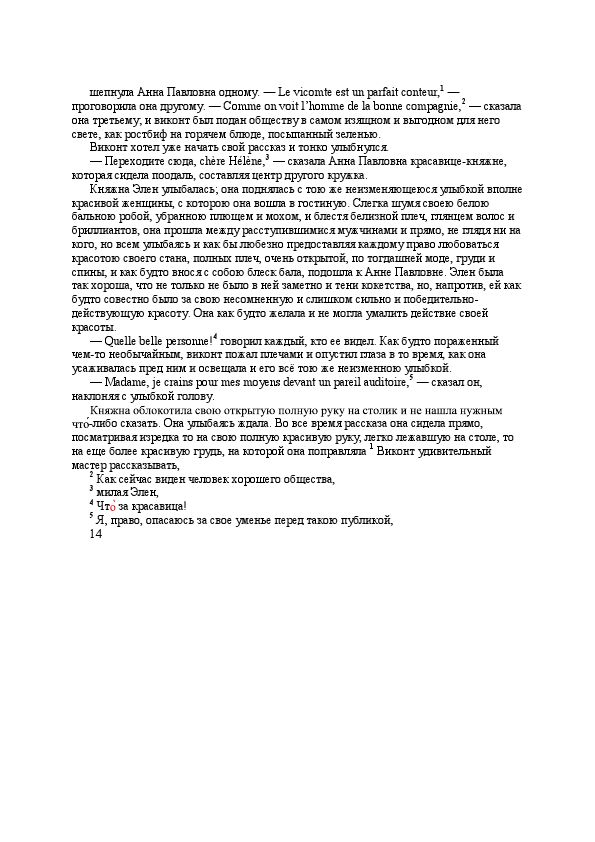 шепнула Анна Павловна одному. — Le vicomte est un parfait conteur,1 —
проговорила она другому. — Comme on voit l’homme de la bonne compagnie,2 — сказала
она третьему; и виконт был подан обществу в самом изящном и выгодном для него
свете, как ростбиф на горячем блюде, посыпанный зеленью.
Виконт хотел уже начать свой рассказ и тонко улыбнулся.
— Переходите сюда, chère Hélène,3 — сказала Анна Павловна красавице-княжне,
которая сидела поодаль, составляя центр другого кружка.
Княжна Элен улыбалась; она поднялась с тою же неизменяющеюся улыбкой вполне
красивой женщины, с которою она вошла в гостиную. Слегка шумя своею белою
бальною робой, убранною плющем и мохом, и блестя белизной плеч, глянцем волос и
бриллиантов, она прошла между расступившимися мужчинами и прямо, не глядя ни на
кого, но всем улыбаясь и как бы любезно предоставляя каждому право любоваться
красотою своего стана, полных плеч, очень открытой, по тогдашней моде, груди и
спины, и как будто внося с собою блеск бала, подошла к Анне Павловне. Элен была
так хороша, что не только не было в ней заметно и тени кокетства, но, напротив, ей как
будто совестно было за свою несомненную и слишком сильно и победительно-
действующую красоту. Она как будто желала и не могла умалить действие своей
красоты.
— Quelle belle personne!4 говорил каждый, кто ее видел. Как будто пораженный
чем-то необычайным, виконт пожал плечами и опустил глаза в то время, как она
усаживалась пред ним и освещала и его всё тою же неизменною улыбкой.
— Madame, je crains pour mes moyens devant un pareil auditoire,5 — сказал он,
наклоняя с улыбкой голову.
Княжна облокотила свою открытую полную руку на столик и не нашла нужным
что́-либо сказать. Она улыбаясь ждала. Во все время рассказа она сидела прямо,
посматривая изредка то на свою полную красивую руку, легко лежавшую на столе, то
на еще более красивую грудь, на которой она поправляла 1 Виконт удивительный
мастер рассказывать,
2 Как сейчас виден человек хорошего общества,
3 милая Элен,
4 Что́ за красавица!
5 Я, право, опасаюсь за свое уменье перед такою публикой,
14